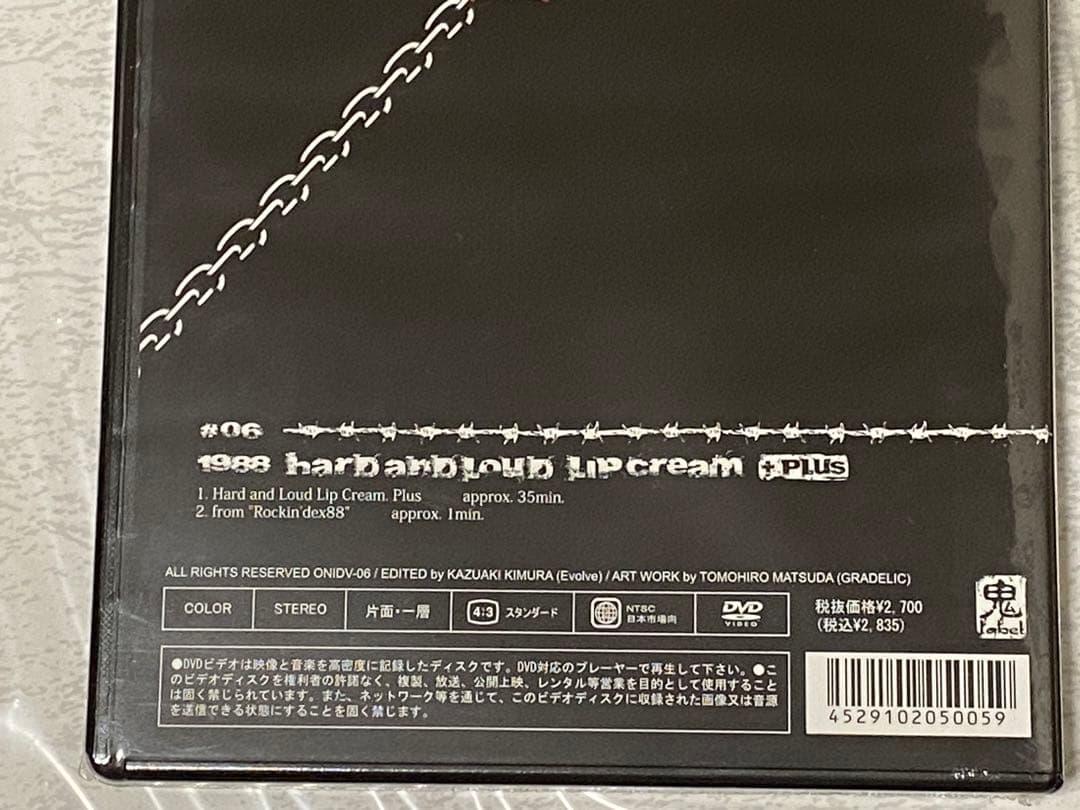 #06
1988 hard and Loud LIP cream +Plus
1. Hard and Loud Lip Cream. Plus approx. 35min.
2. from "Rockin'dex88" approx. 1min.
ALL RIGHTS RESERVED ONIDV-06 / EDITED by KAZUAKI KIMURA (Evolve) / ART WORK by TOMOHIRO MATSUDA (GRADELIC)
COLOR STEREO 片面・一層 4:3 スタンダード NTSC 日本市場向 DVD VIDEO
税抜価格¥2,700
(税込¥2,835)
鬼
label
●DVDビデオは映像と音楽を高密度に記録したディスクです。DVD対応のプレーヤーで再生して下さい。●こ
のビデオディスクを権利者の許諾なく、複製、放送、公開上映、レンタル等営業を目的として使用すること
は固く禁じられています。また、ネットワーク等を通じて、このビデオディスクに収録された画像又は音源
を送信できる状態にすることを固く禁じます。
4529102050059